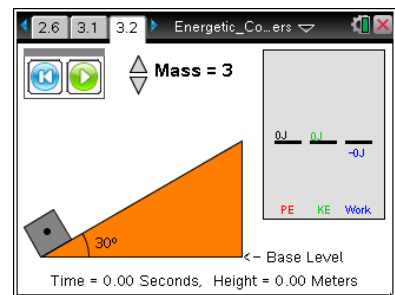 2.6 3.1 3.2 Energetic_Co...ers
Mass = 3
0J 0J -0J
PE KE Work
30°
<- Base Level
Time = 0.00 Seconds, Height = 0.00 Meters